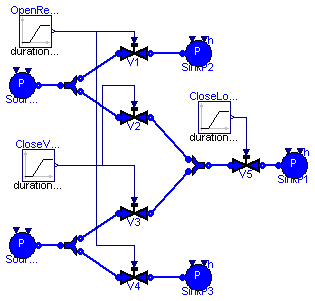 OpenRe...
duration...
P
h
V1
SinkP2
P
Sour...
V2
CloseLo...
duration...
CloseV...
duration...
P
h
V5
SinkP1
V3
P
Sour...
P
h
V4
SinkP3